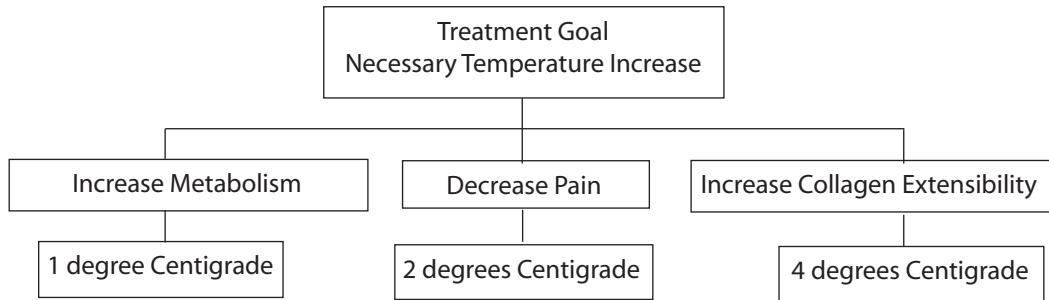 Treatment Goal
Necessary Temperature Increase
Increase Metabolism
Decrease Pain
Increase Collagen Extensibility
1 degree Centigrade
2 degrees Centigrade
4 degrees Centigrade